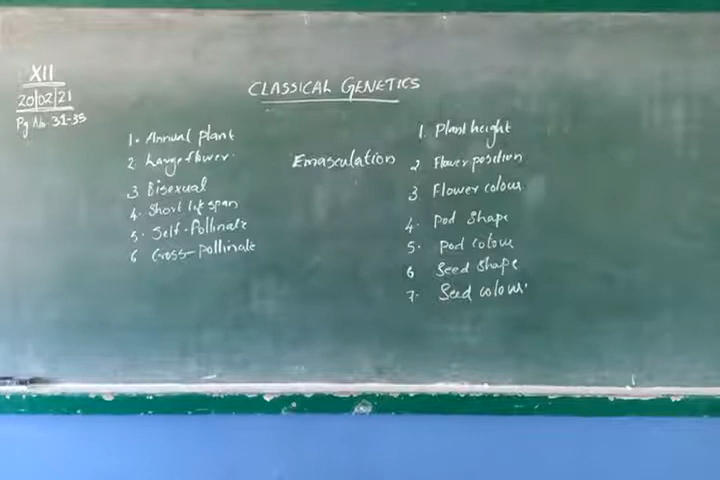 XII
20|02|21
Pg No. 31-35
CLASSICAL GENETICS
1. Annual plant
2. Large flower.
3 Bisexual
4. Short life span
5. Self-Pollinate
6 Cross-pollinate
Emasculation
1. Plant height
2 Flower position
3. Flower colour
4. Pod Shape
5. Pod colour
6 Seed Shape
7. Seed colour